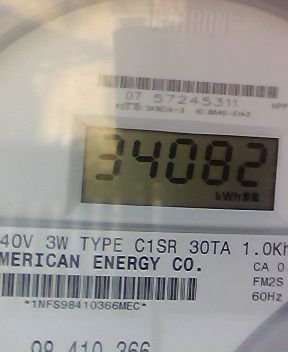 07 57245311
34082
kWh
40V 3W TYPE C1SR 30TA 1.0Kh
MERICAN ENERGY CO.
CA 0.
FM2S
60Hz
*1NFS98410366MEC*
98 410 366